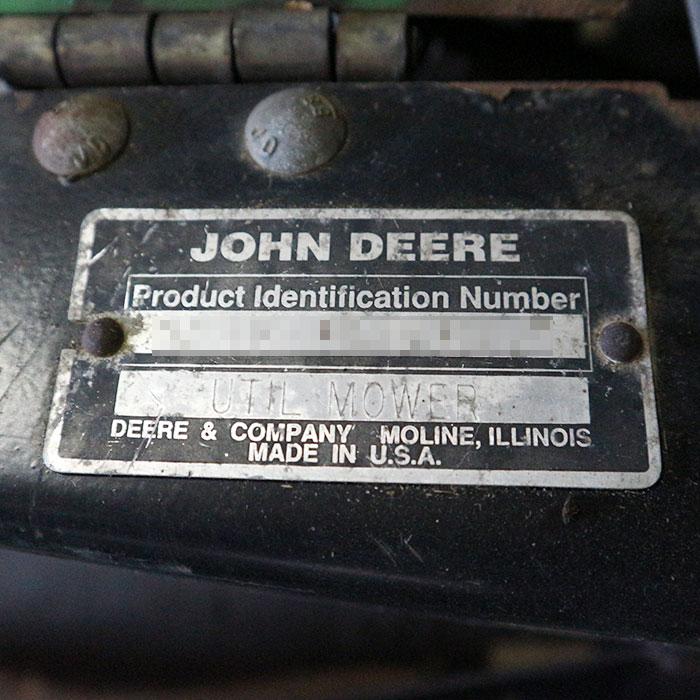 JOHN DEERE
Product Identification Number
UTIL MOWER
DEERE & COMPANY MOLINE, ILLINOIS
MADE IN U.S.A.